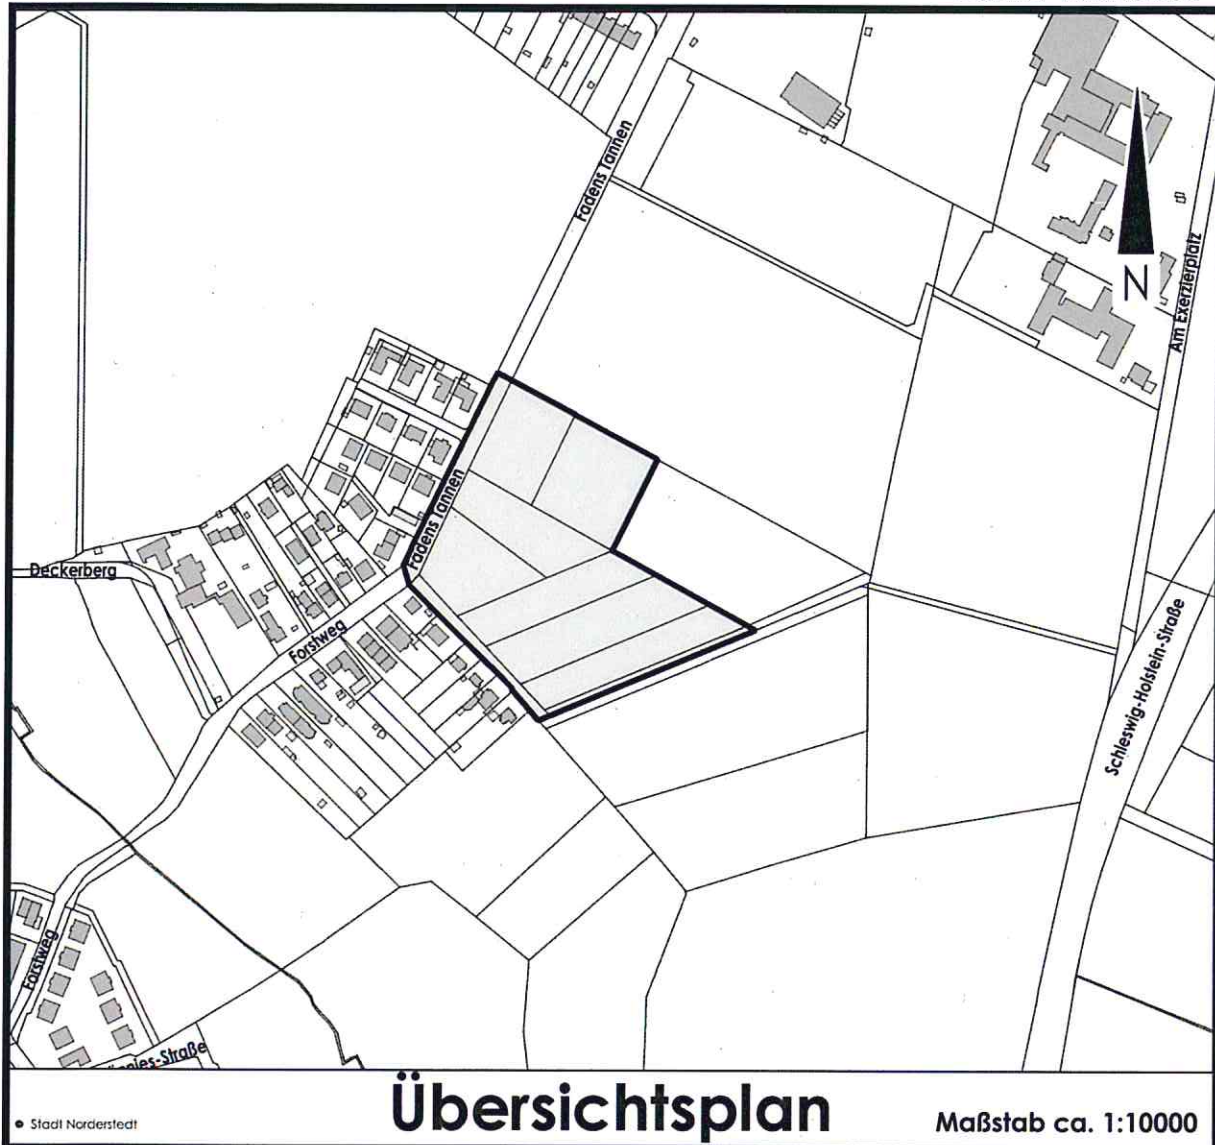 Fadens Tannen
N
Am Exerzierplatz
Fadens Tannen
Deckerberg
Forstweg
Schleswig-Holstein-Straße
Forstweg
Übersichtsplan
• Stadt Norderstedt
Maßstab ca. 1:10000